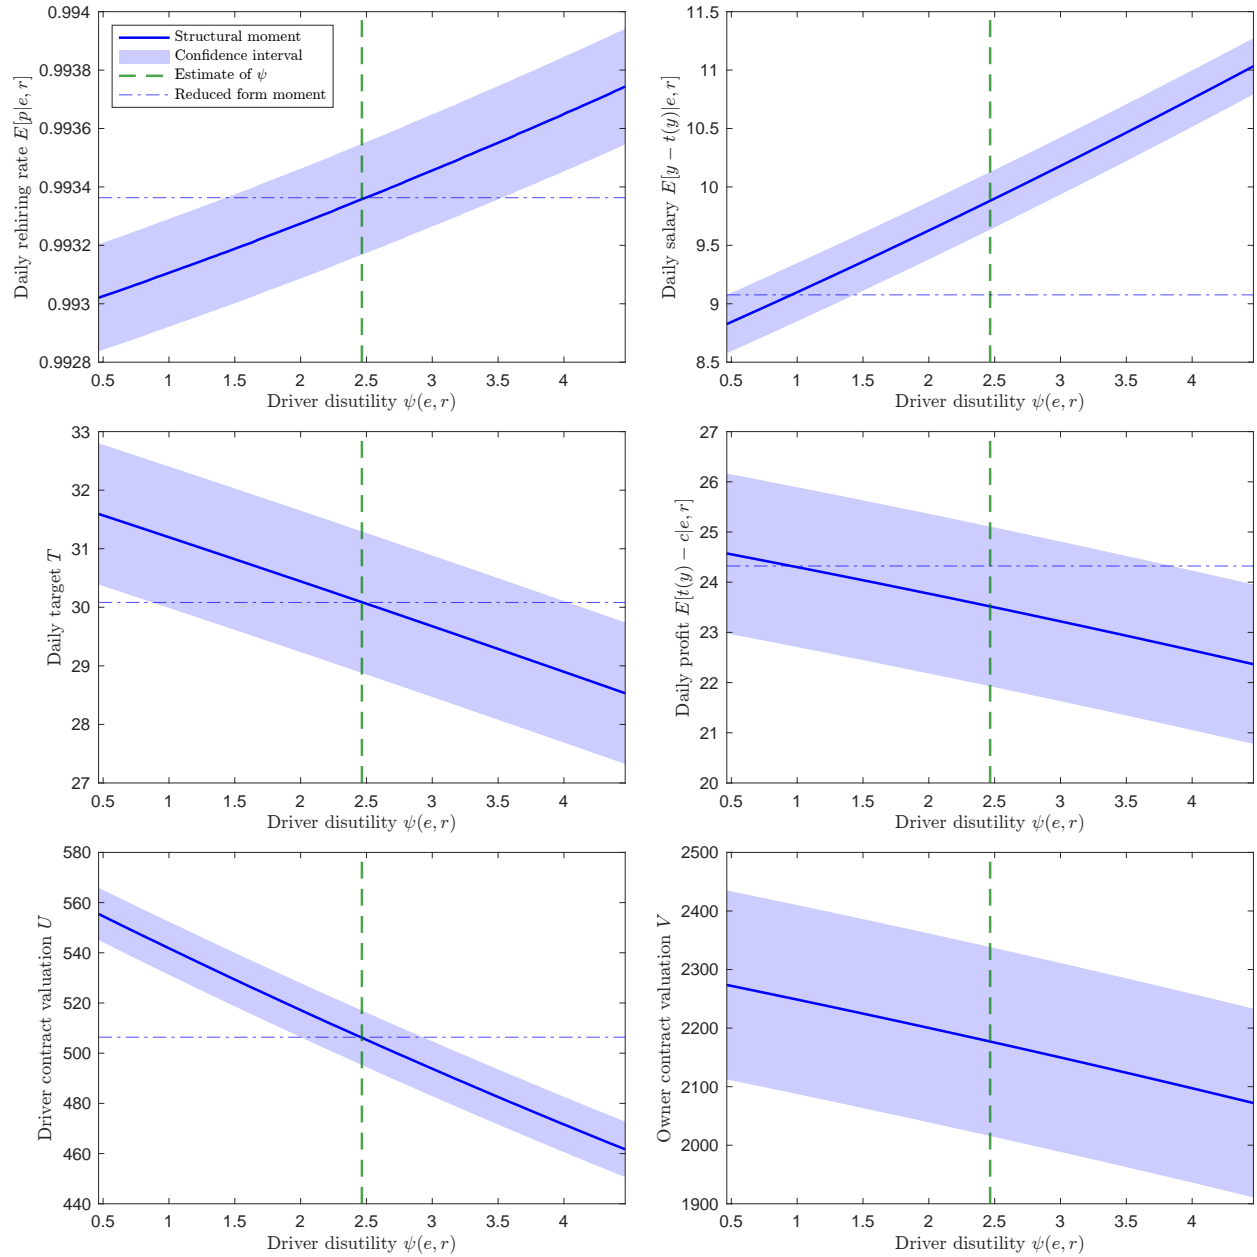 0.994
0.9938
0.9936
0.9934
0.9932
0.993
0.9928
Daily rehiring rate E[p|e, r]
Structural moment
Confidence interval
Estimate of ψ
Reduced form moment
0.5 1 1.5 2 2.5 3 3.5 4
Driver disutility ψ(e, r)
11.5
11
10.5
10
9.5
9
8.5
Daily salary E[y − t(y)|e, r]
0.5 1 1.5 2 2.5 3 3.5 4
Driver disutility ψ(e, r)
33
32
31
30
29
28
27
Daily target T
0.5 1 1.5 2 2.5 3 3.5 4
Driver disutility ψ(e, r)
27
26
25
24
23
22
21
20
Daily profit E[t(y) − c|e, r]
0.5 1 1.5 2 2.5 3 3.5 4
Driver disutility ψ(e, r)
580
560
540
520
500
480
460
440
Driver contract valuation U
0.5 1 1.5 2 2.5 3 3.5 4
Driver disutility ψ(e, r)
2500
2400
2300
2200
2100
2000
1900
Owner contract valuation V
0.5 1 1.5 2 2.5 3 3.5 4
Driver disutility ψ(e, r)